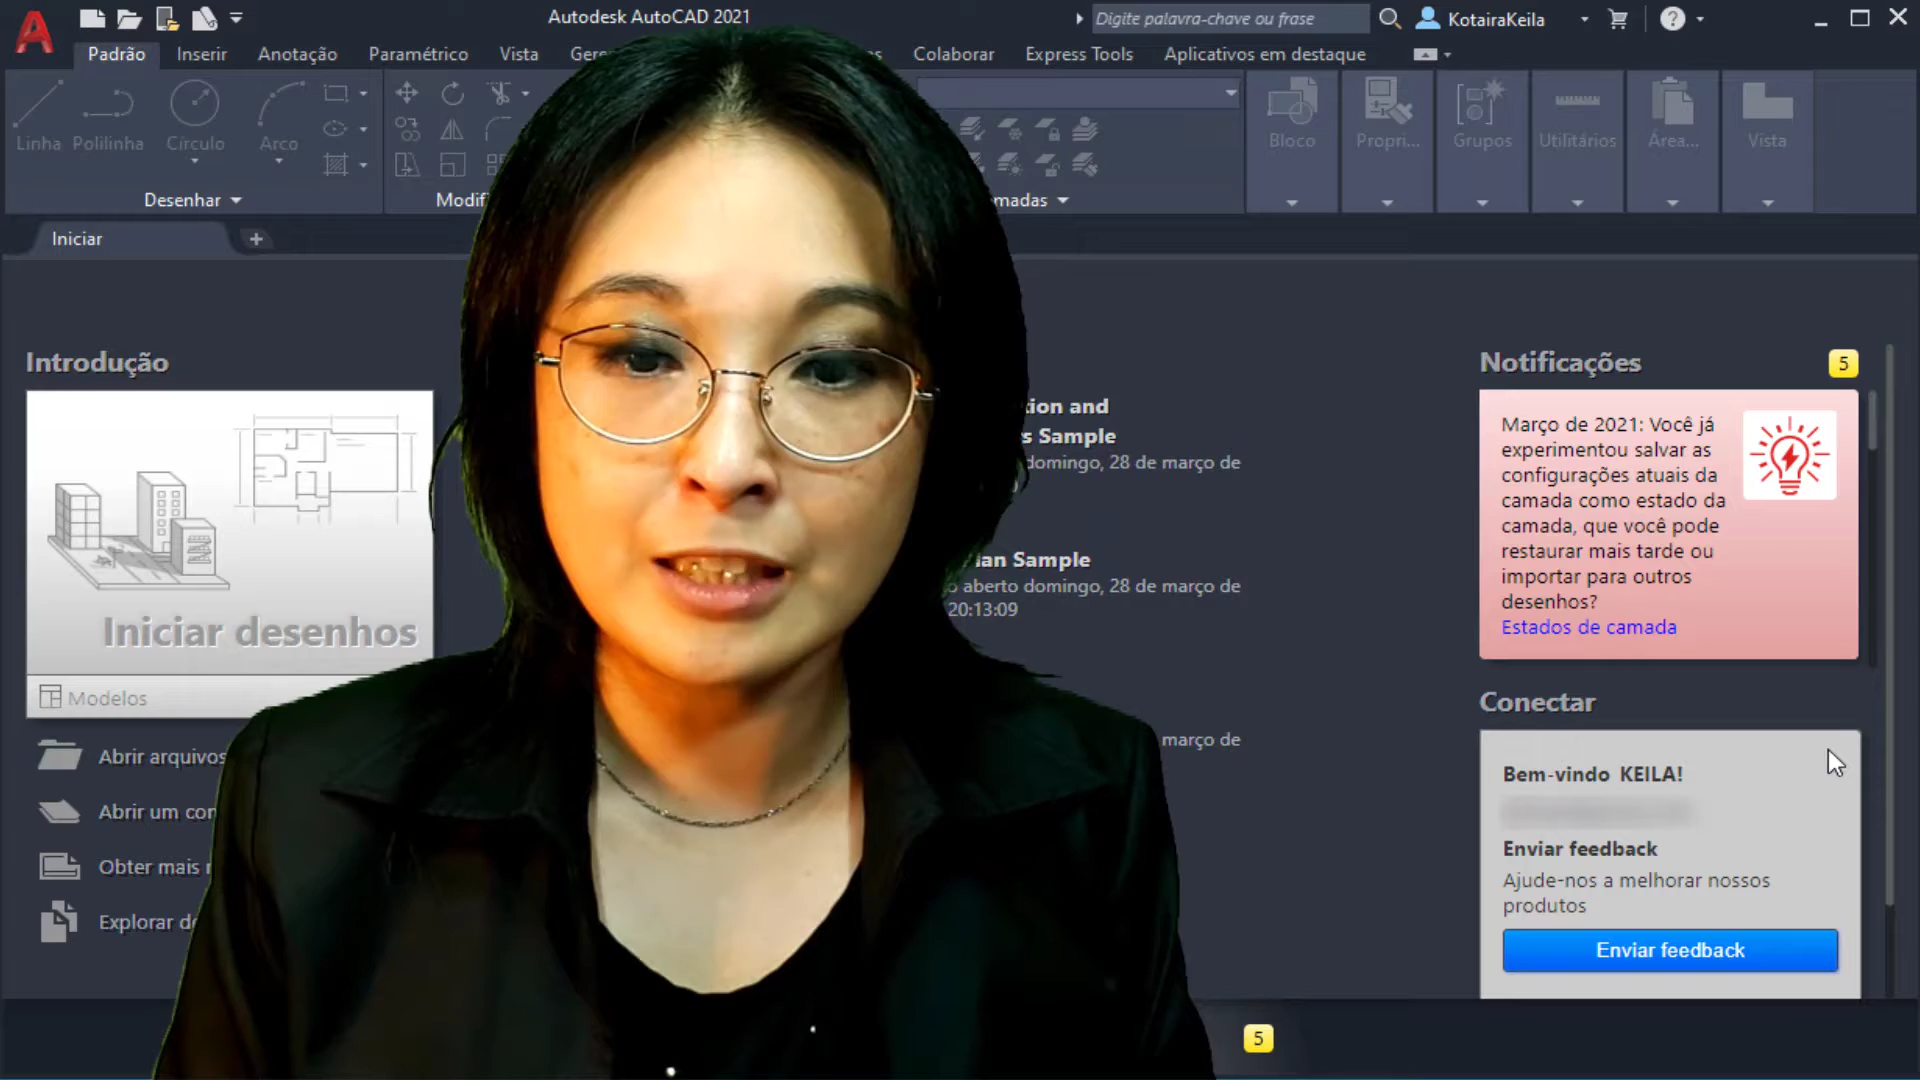 Autodesk AutoCAD 2021
Digite palavra-chave ou frase
KotairaKeila
Padrão
Inserir
Anotação
Paramétrico
Vista
Colaborar
Express Tools
Aplicativos em destaque
Linha
Polilinha
Círculo
Arco
Bloco
Propri...
Grupos
Utilitários
Área...
Vista
Desenhar
Iniciar
Introdução
Iniciar desenhos
Modelos
Abrir arquivos
Abrir um
Obter mais
Explorar
and
Sample
domingo, 28 de março de
Sample
aberto domingo, 28 de março de
20:13:09
março de
Notificações
5
Março de 2021: Você já
experimentou salvar as
configurações atuais da
camada como estado da
camada, que você pode
restaurar mais tarde ou
importar para outros
desenhos?
Estados de camada
Conectar
Bem-vindo KEILA!
Enviar feedback
Ajude-nos a melhorar nossos
produtos
Enviar feedback
5